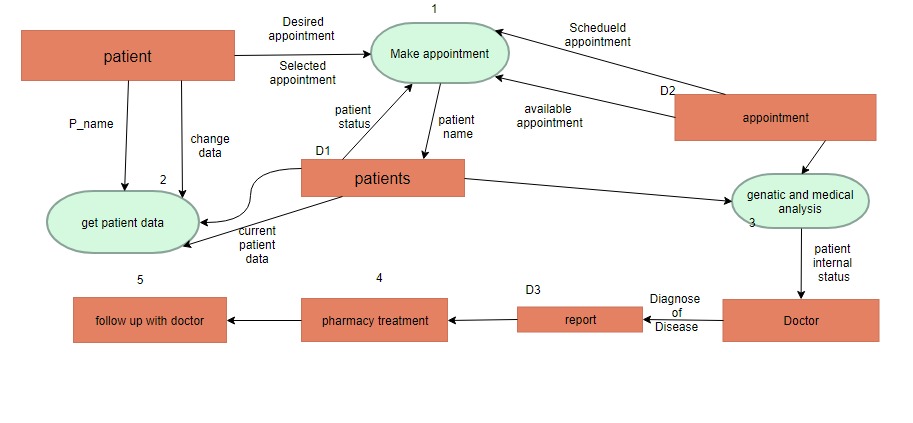 1
Desired
appointment
patient
Make appointment
Selected
appointment
Schedueld
appointment
D2
appointment
available
appointment
patient
status
patient
name
P_name
change
data
D1
patients
2
get patient data
current
patient
data
genatic and medical
analysis
3
patient
internal
status
5
follow up with doctor
4
pharmacy treatment
D3
report
Diagnose
of
Disease
Doctor